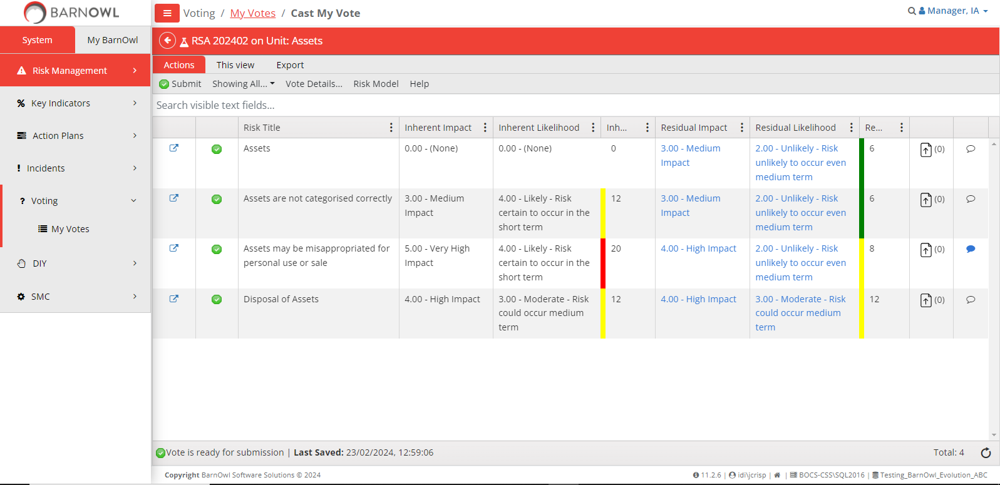 BARNOWL
Voting / My Votes / Cast My Vote
Manager, IA
System
My BarnOwl
Risk Management
Key Indicators
Action Plans
Incidents
? Voting
My Votes
DIY
SMC
RSA 202402 on Unit: Assets
Actions This view Export
Submit Showing All... Vote Details... Risk Model Help
Search visible text fields...
Risk Title Inherent Impact Inherent Likelihood Inh... Residual Impact Residual Likelihood Re...
Assets 0.00 - (None) 0.00 - (None) 0 3.00 - Medium 2.00 - Unlikely - Risk 6 (0)
Impact unlikely to occur even
medium term
Assets are not categorised correctly 3.00 - Medium 4.00 - Likely - Risk 12 3.00 - Medium 2.00 - Unlikely - Risk 6 (0)
Impact certain to occur in the Impact unlikely to occur even
short term medium term
Assets may be misappropriated for 5.00 - Very High 4.00 - Likely - Risk 20 4.00 - High Impact 2.00 - Unlikely - Risk 8 (0)
personal use or sale Impact certain to occur in the unlikely to occur even
short term medium term
Disposal of Assets 4.00 - High Impact 3.00 - Moderate - Risk 12 4.00 - High Impact 3.00 - Moderate - Risk 12 (0)
could occur medium could occur medium
term term
Vote is ready for submission | Last Saved: 23/02/2024, 12:59:06 Total: 4
Copyright BarnOwl Software Solutions © 2024 11.2.6 | idi\jcrisp | | BOCS-CSS\SQL2016 | Testing_BarnOwl_Evolution_ABC